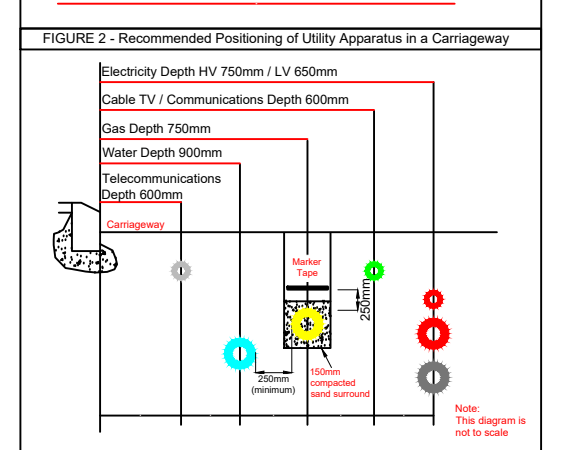 FIGURE 2 - Recommended Positioning of Utility Apparatus in a Carriageway
Electricity Depth HV 750mm / LV 650mm
Cable TV / Communications Depth 600mm
Gas Depth 750mm
Water Depth 900mm
Telecommunications
Depth 600mm
Carriageway
Marker
Tape
250mm
250mm
(minimum)
150mm
compacted
sand surround
Note:
This diagram is
not to scale